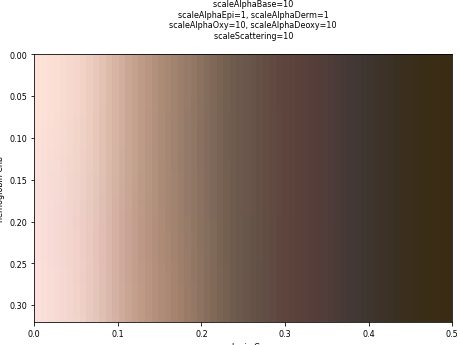 scaleAlphaBase=10
scaleAlphaEpi=1, scaleAlphaDerm=1
scaleAlphaOxy=10, scaleAlphaDeoxy=10
scaleScattering=10
0.00
0.05
0.10
0.15
0.20
0.25
0.30
0.0 0.1 0.2 0.3 0.4 0.5